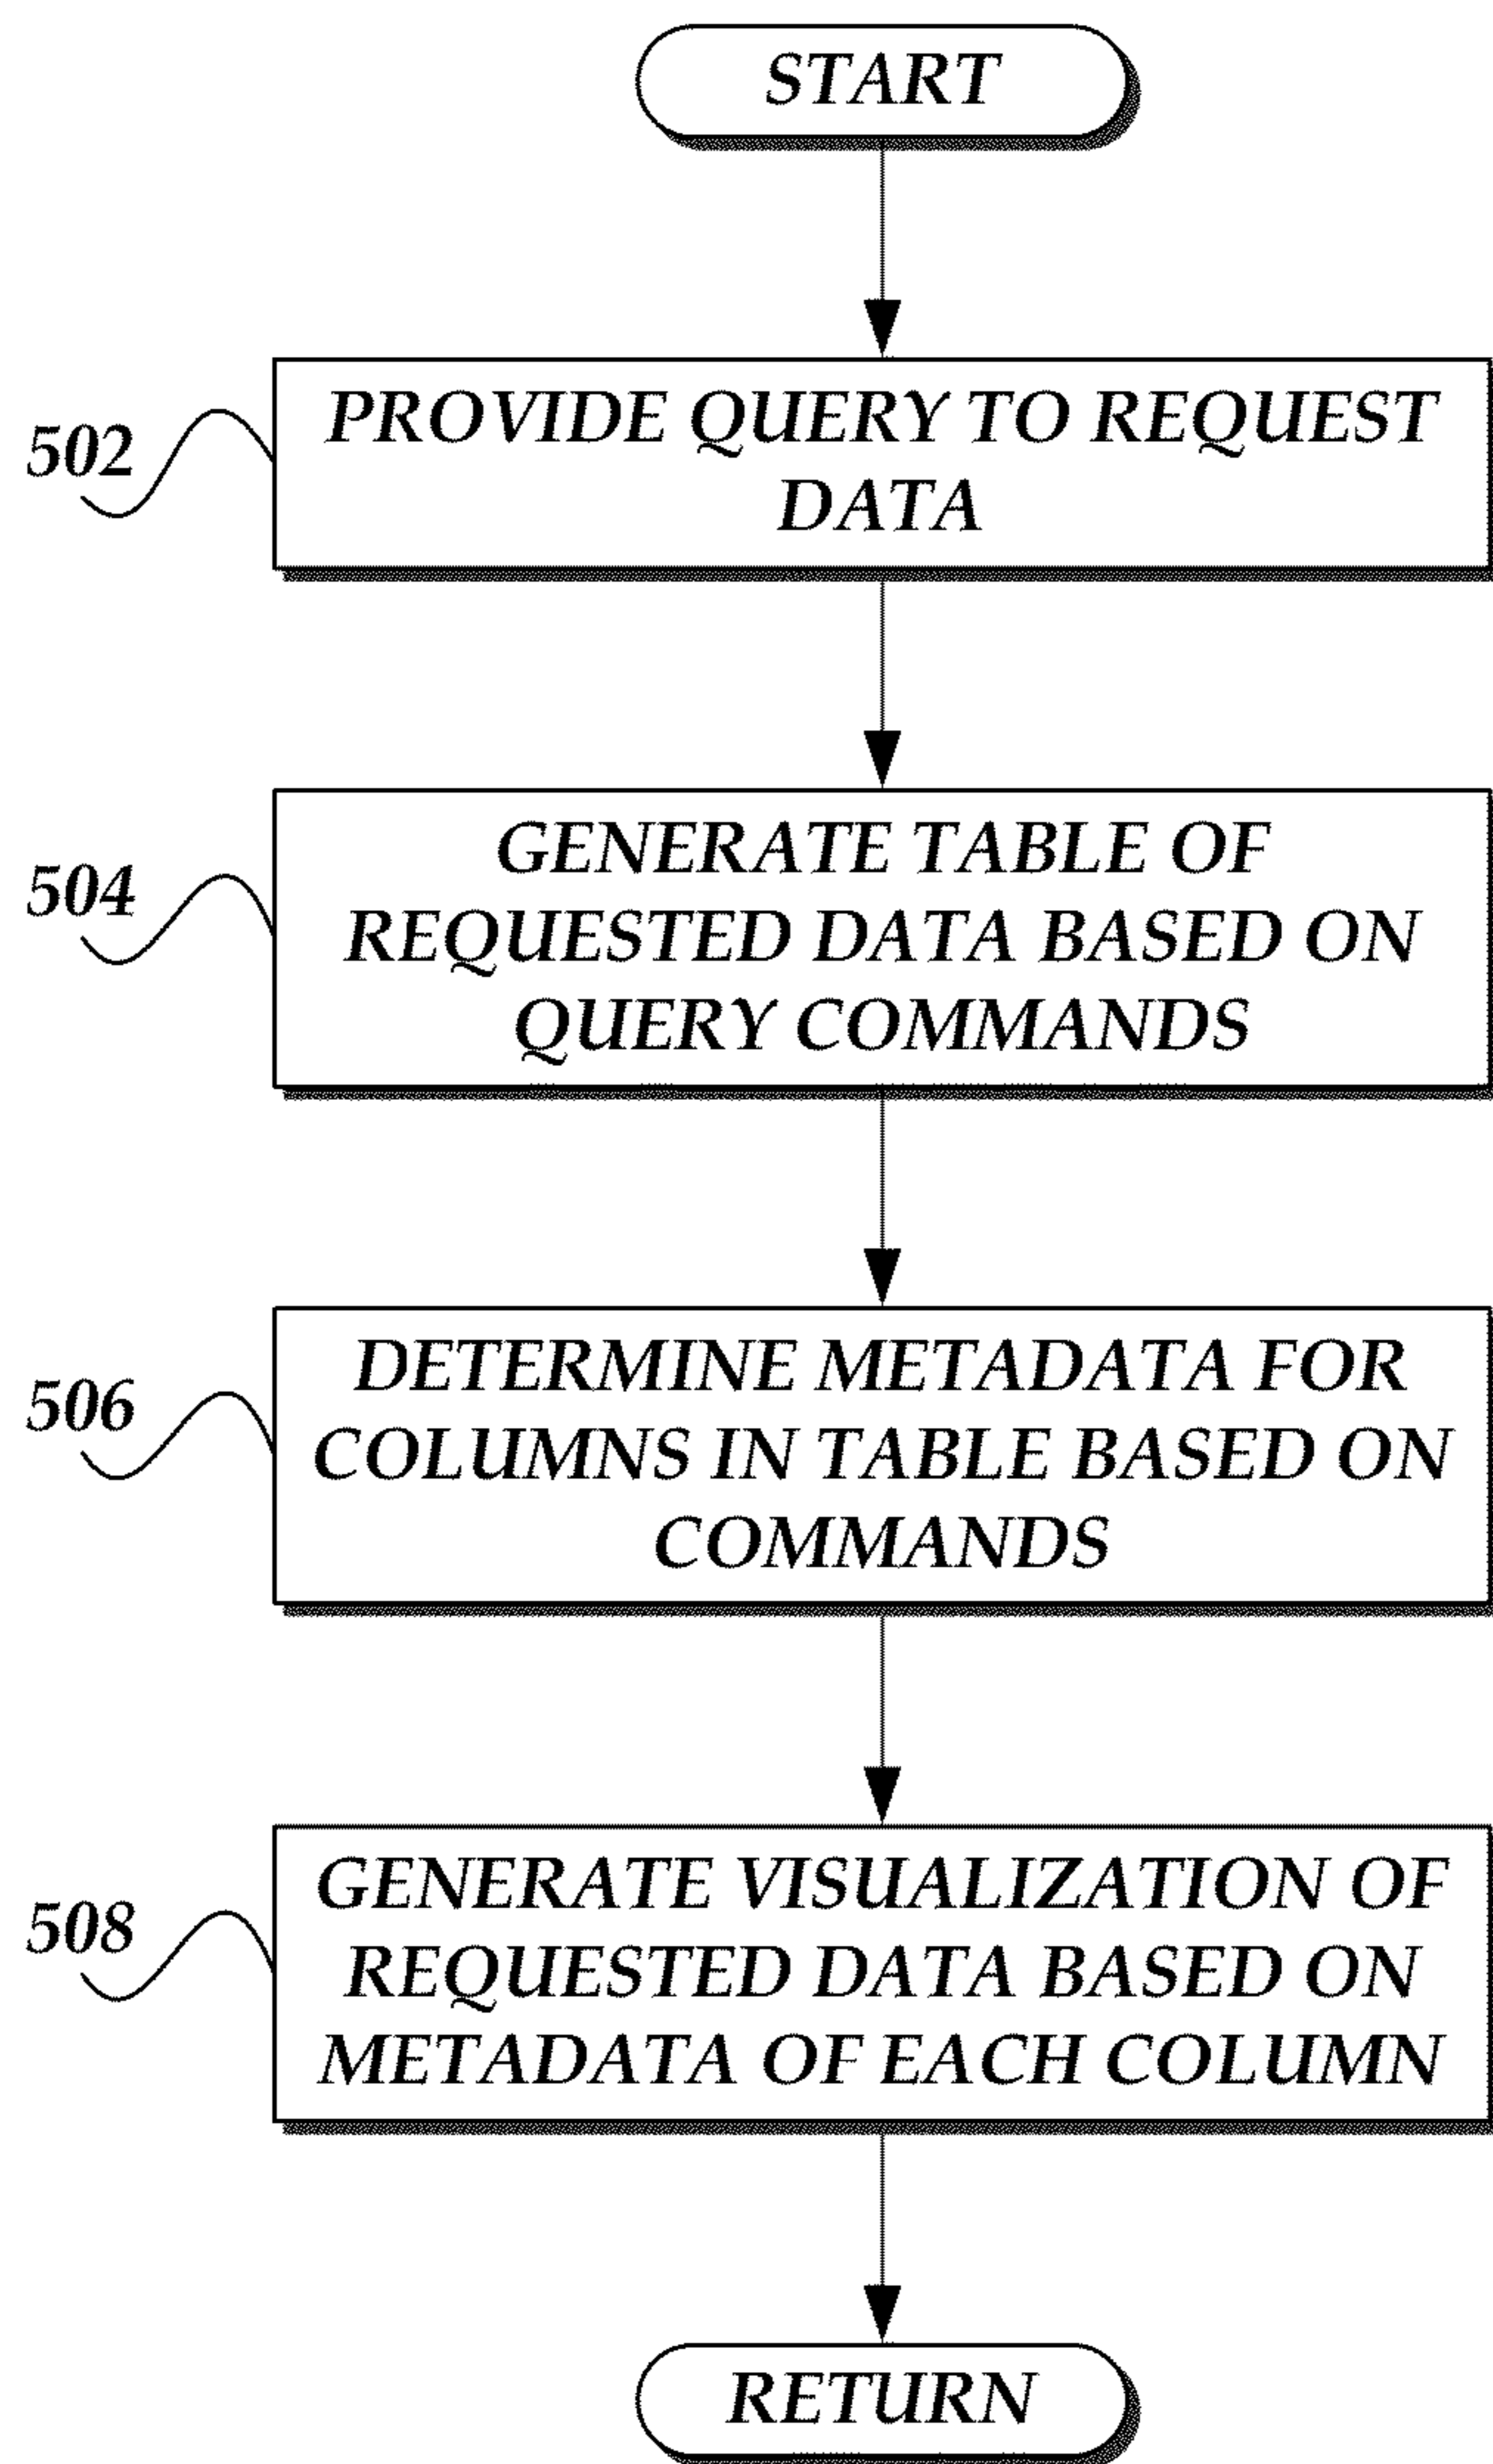 START
502
PROVIDE QUERY TO REQUEST
DATA
504
GENERATE TABLE OF
REQUESTED DATA BASED ON
QUERY COMMANDS
506
DETERMINE METADATA FOR
COLUMNS IN TABLE BASED ON
COMMANDS
508
GENERATE VISUALIZATION OF
REQUESTED DATA BASED ON
METADATA OF EACH COLUMN
RETURN